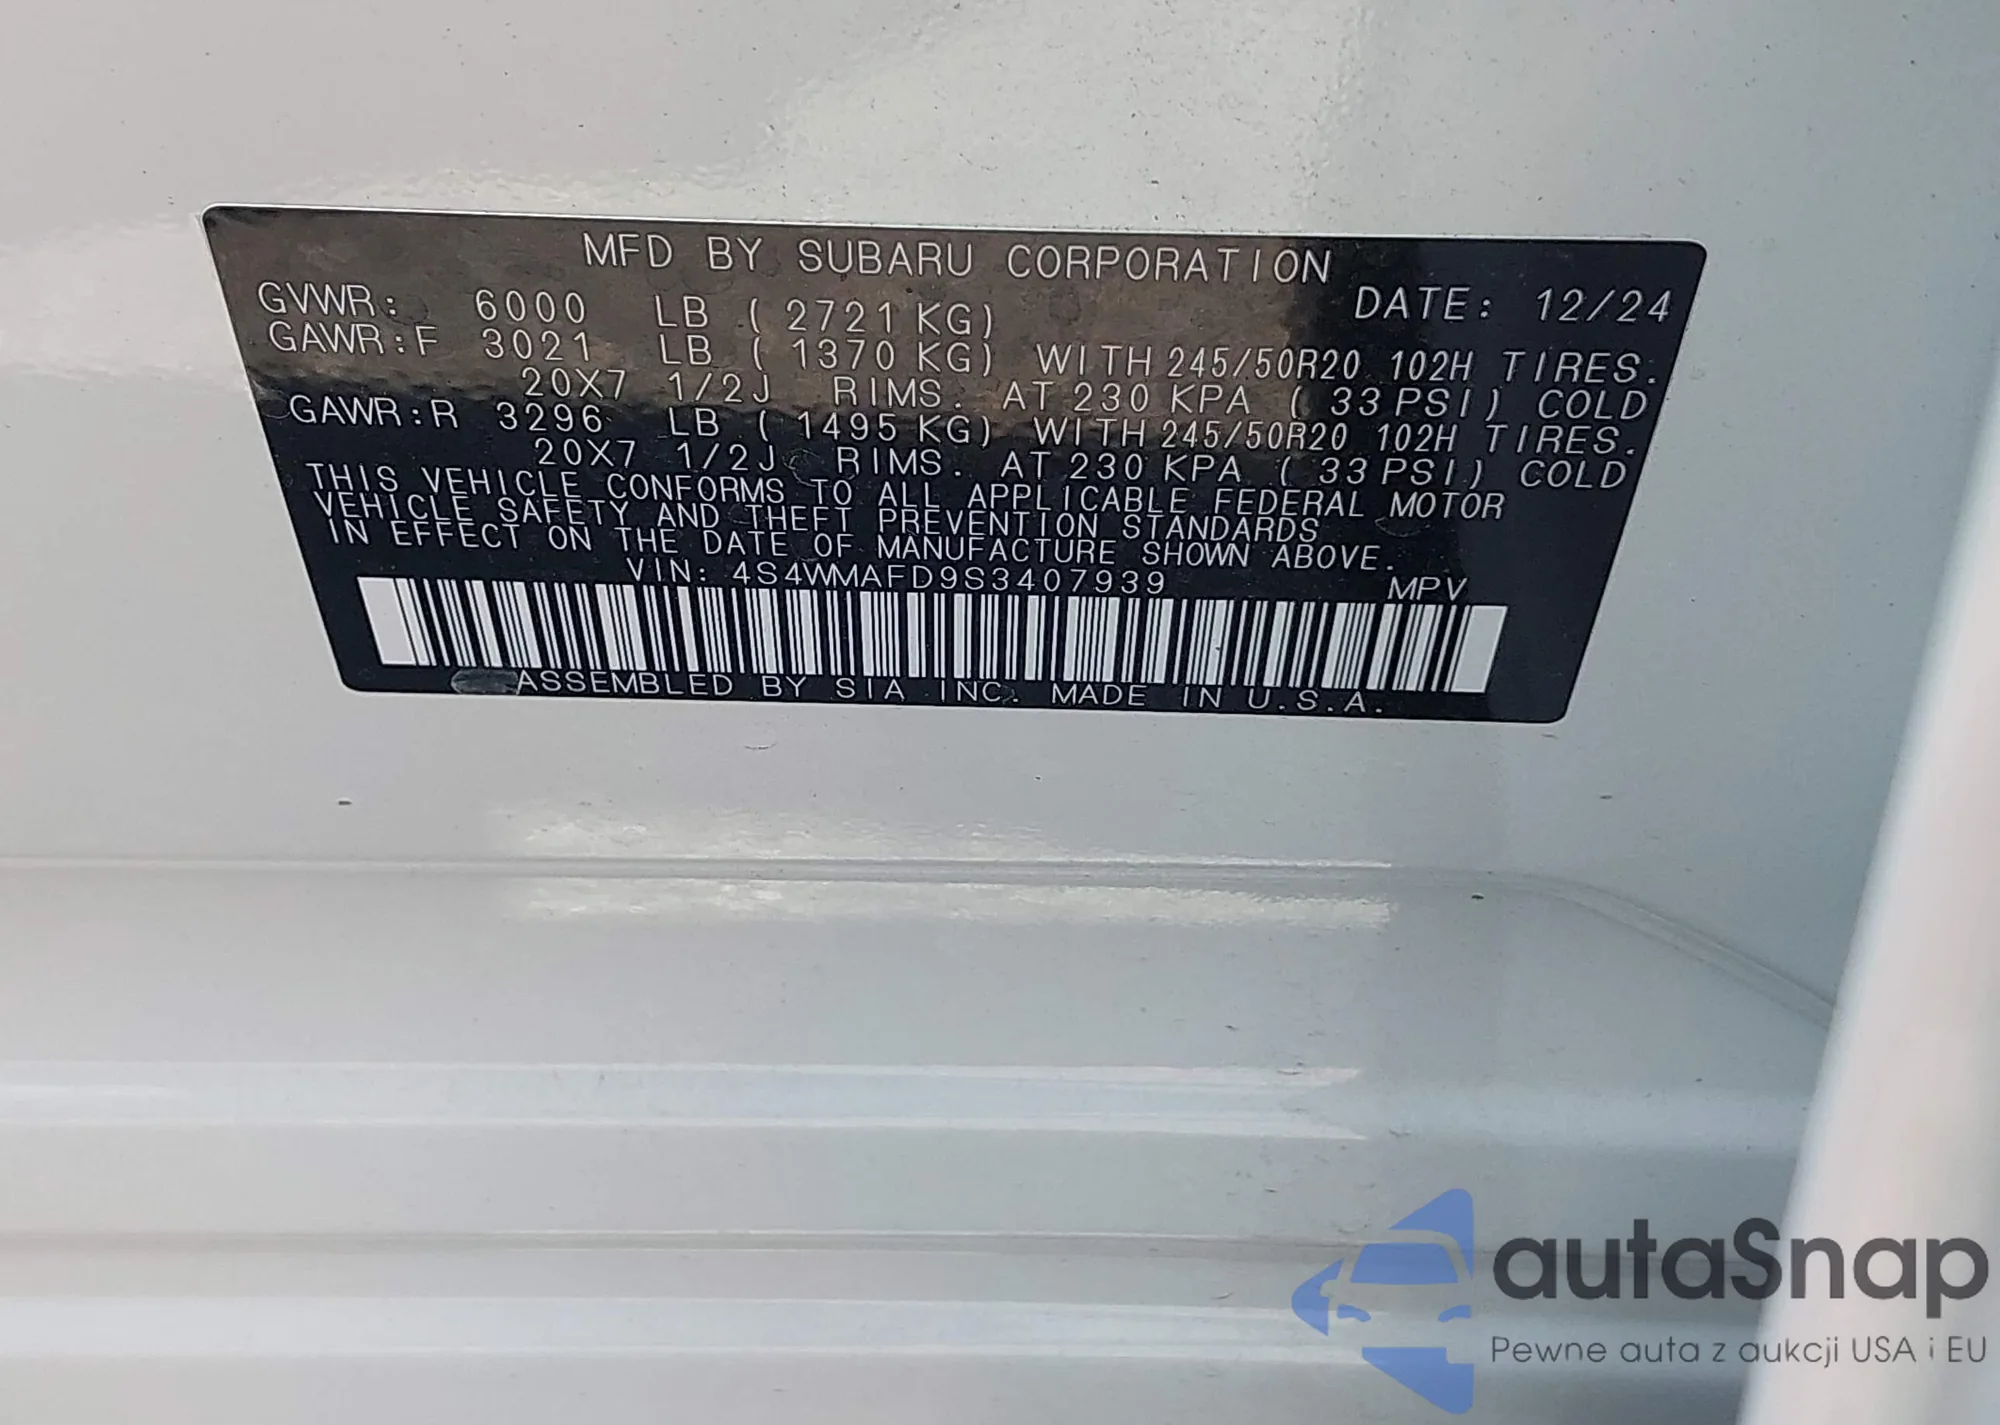 MFD BY SUBARU CORPORATION
GVWR: 6000 LB ( 2721 KG) DATE: 12/24
GAWR:F 3021 LB ( 1370 KG) WITH 245/50R20 102H TIRES.
20X7 1/2J RIMS. AT 230 KPA ( 33 PSI) COLD
GAWR:R 3296 LB ( 1495 KG) WITH 245/50R20 102H TIRES.
20X7 1/2J RIMS. AT 230 KPA ( 33 PSI) COLD
THIS VEHICLE CONFORMS TO ALL APPLICABLE FEDERAL MOTOR
VEHICLE SAFETY AND THEFT PREVENTION STANDARDS
IN EFFECT ON THE DATE OF MANUFACTURE SHOWN ABOVE.
VIN: 4S4WMAFD9S3407939 MPV
ASSEMBLED BY SIA INC. MADE IN U.S.A.
autaSnap
Pewne auta z aukcji USA i EU